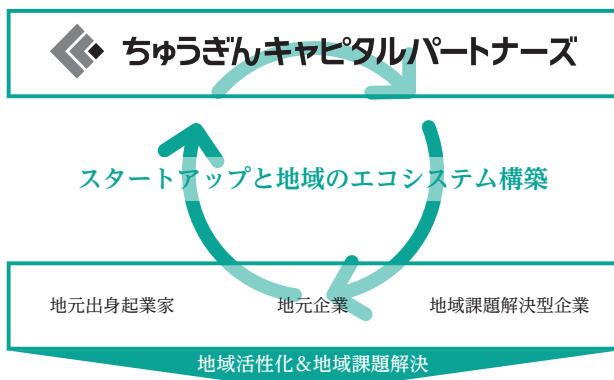 ちゅうぎんキャピタルパートナーズ
スタートアップと地域のエコシステム構築
地元出身起業家 地元企業 地域課題解決型企業
地域活性化&地域課題解決